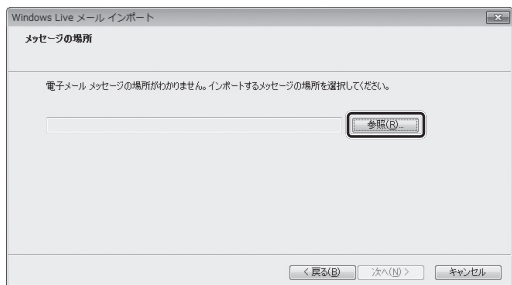 Windows Live メール インポート
メッセージの場所
電子メール メッセージの場所がわかりません。インポートするメッセージの場所を選択してください。
参照(R)...
< 戻る(B)
次へ(N) >
キャンセル